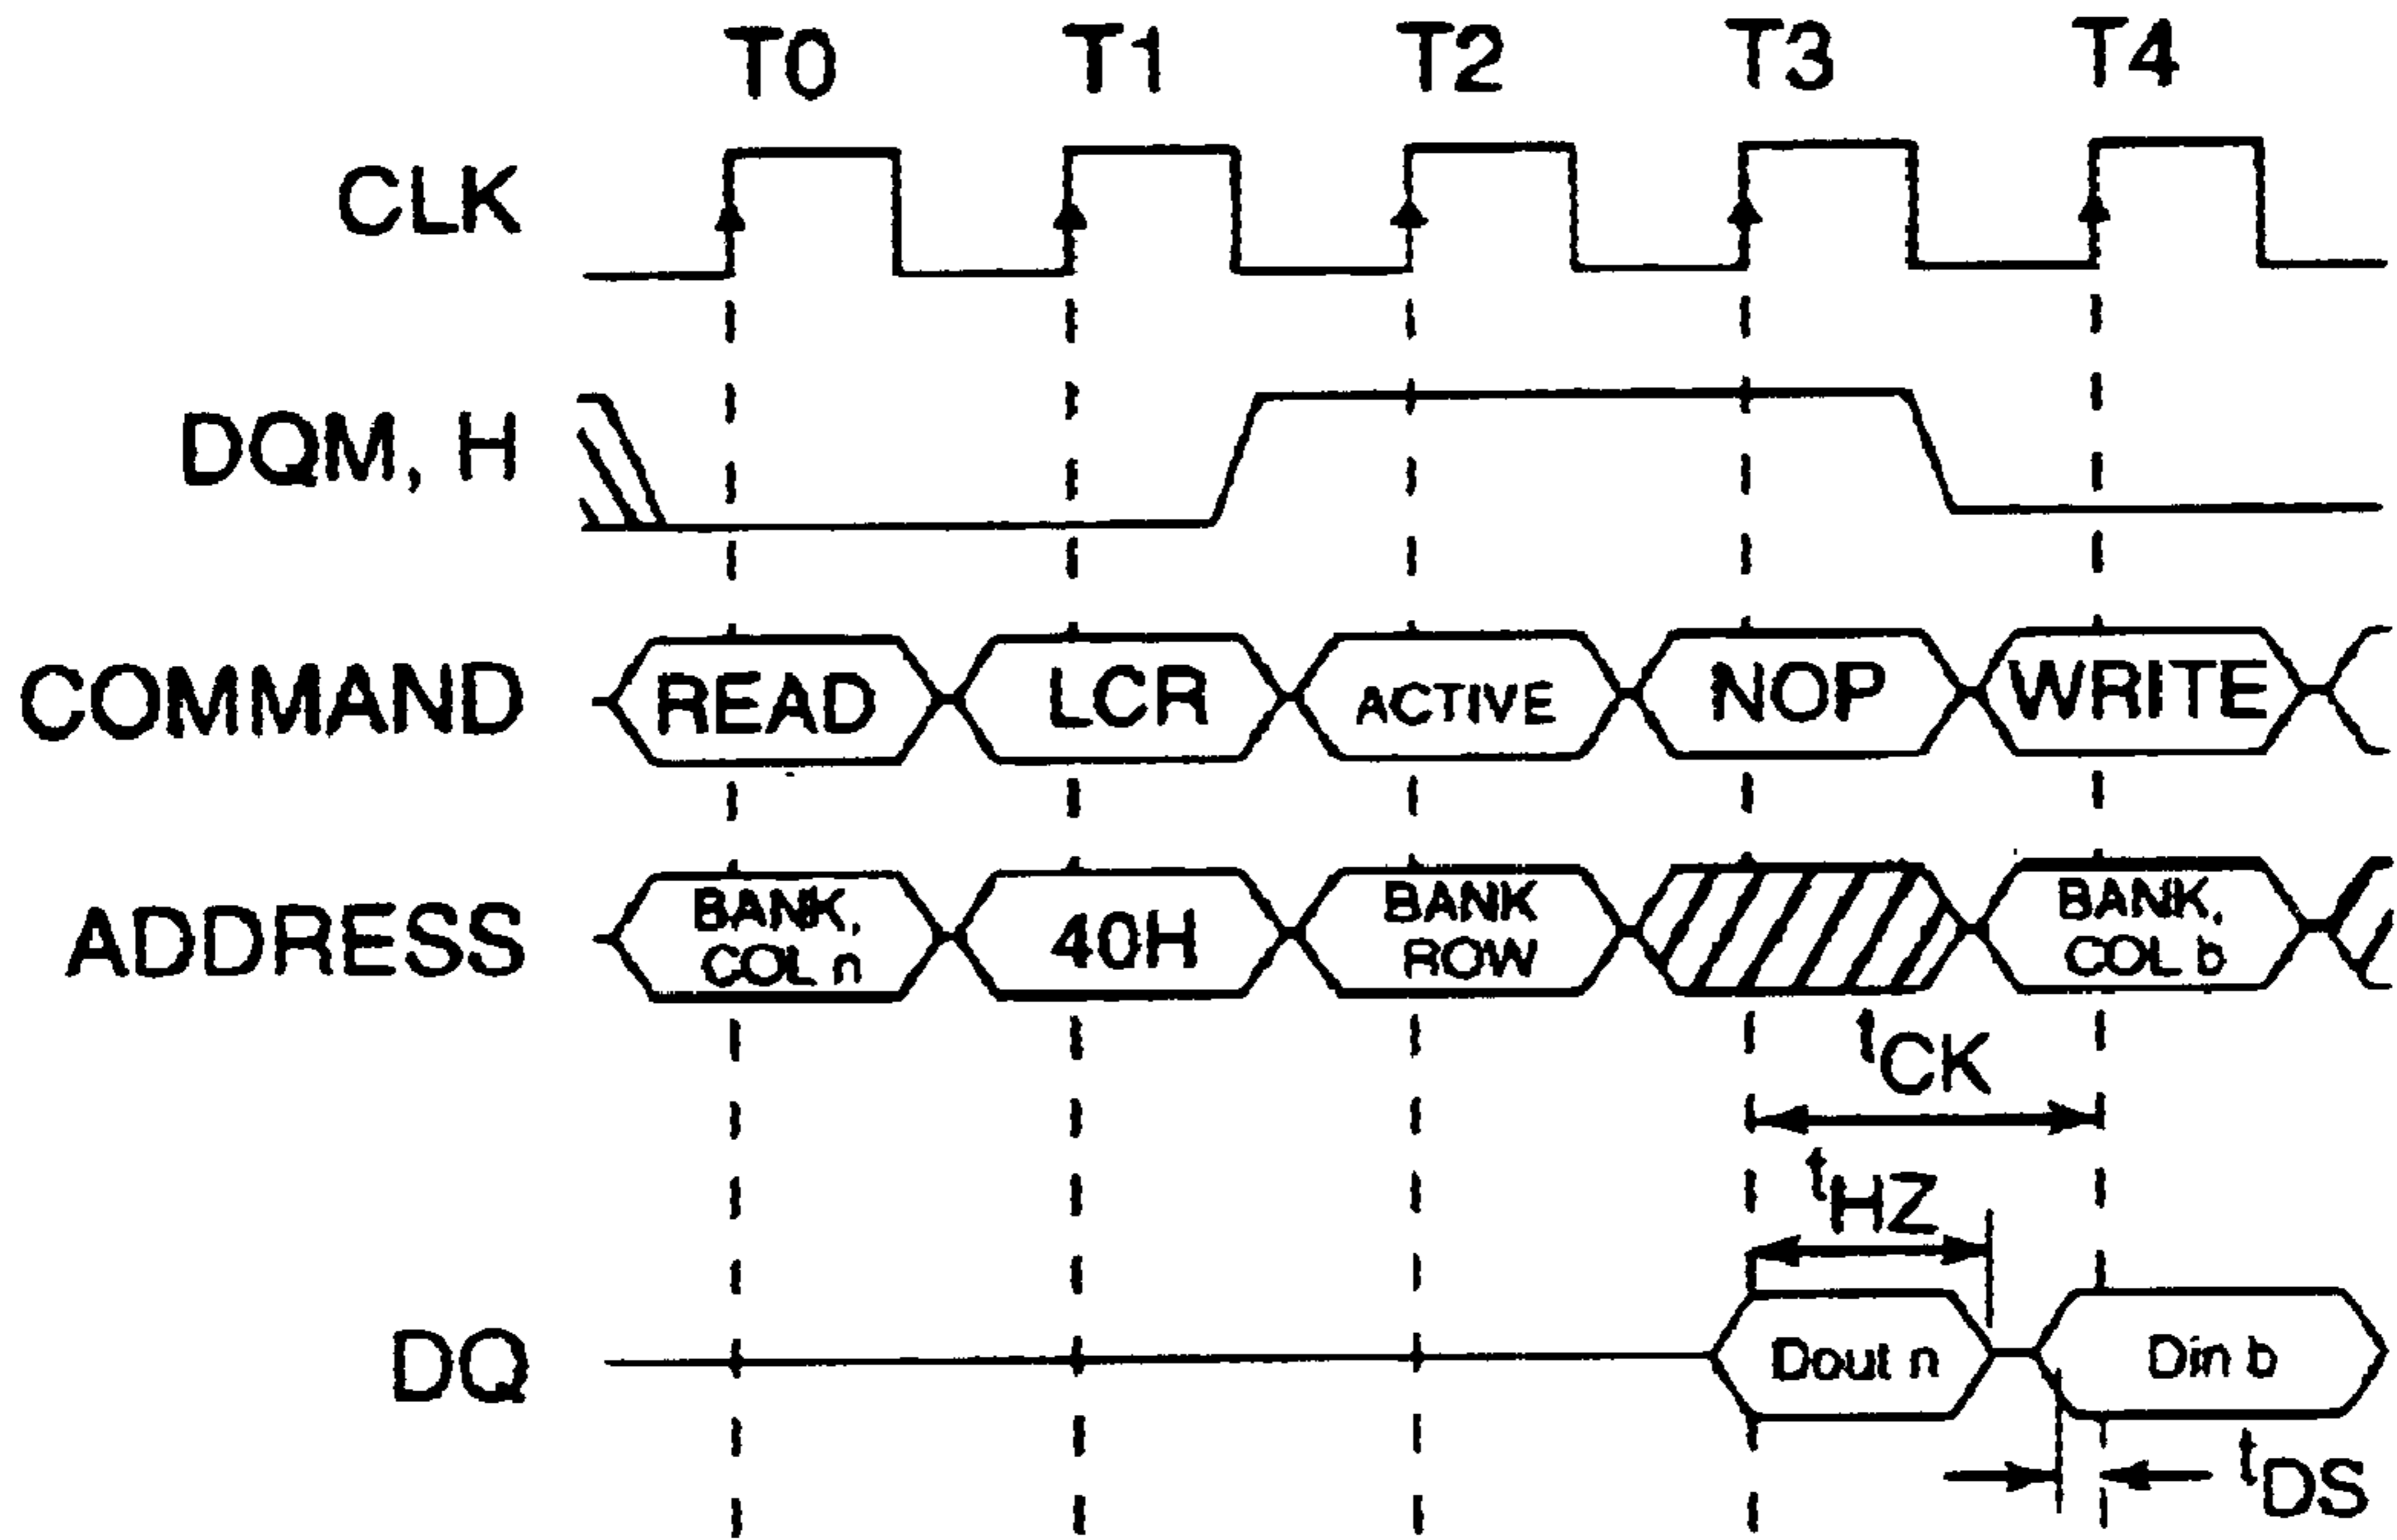 T0 T1 T2 T3 T4
CLK
DQM, H
COMMAND READ LCR ACTIVE NOP WRITE
ADDRESS BANK, COL n 40H BANK ROW BANK, COL b
tCK
tHZ
DQ Dout n Din b
tDS